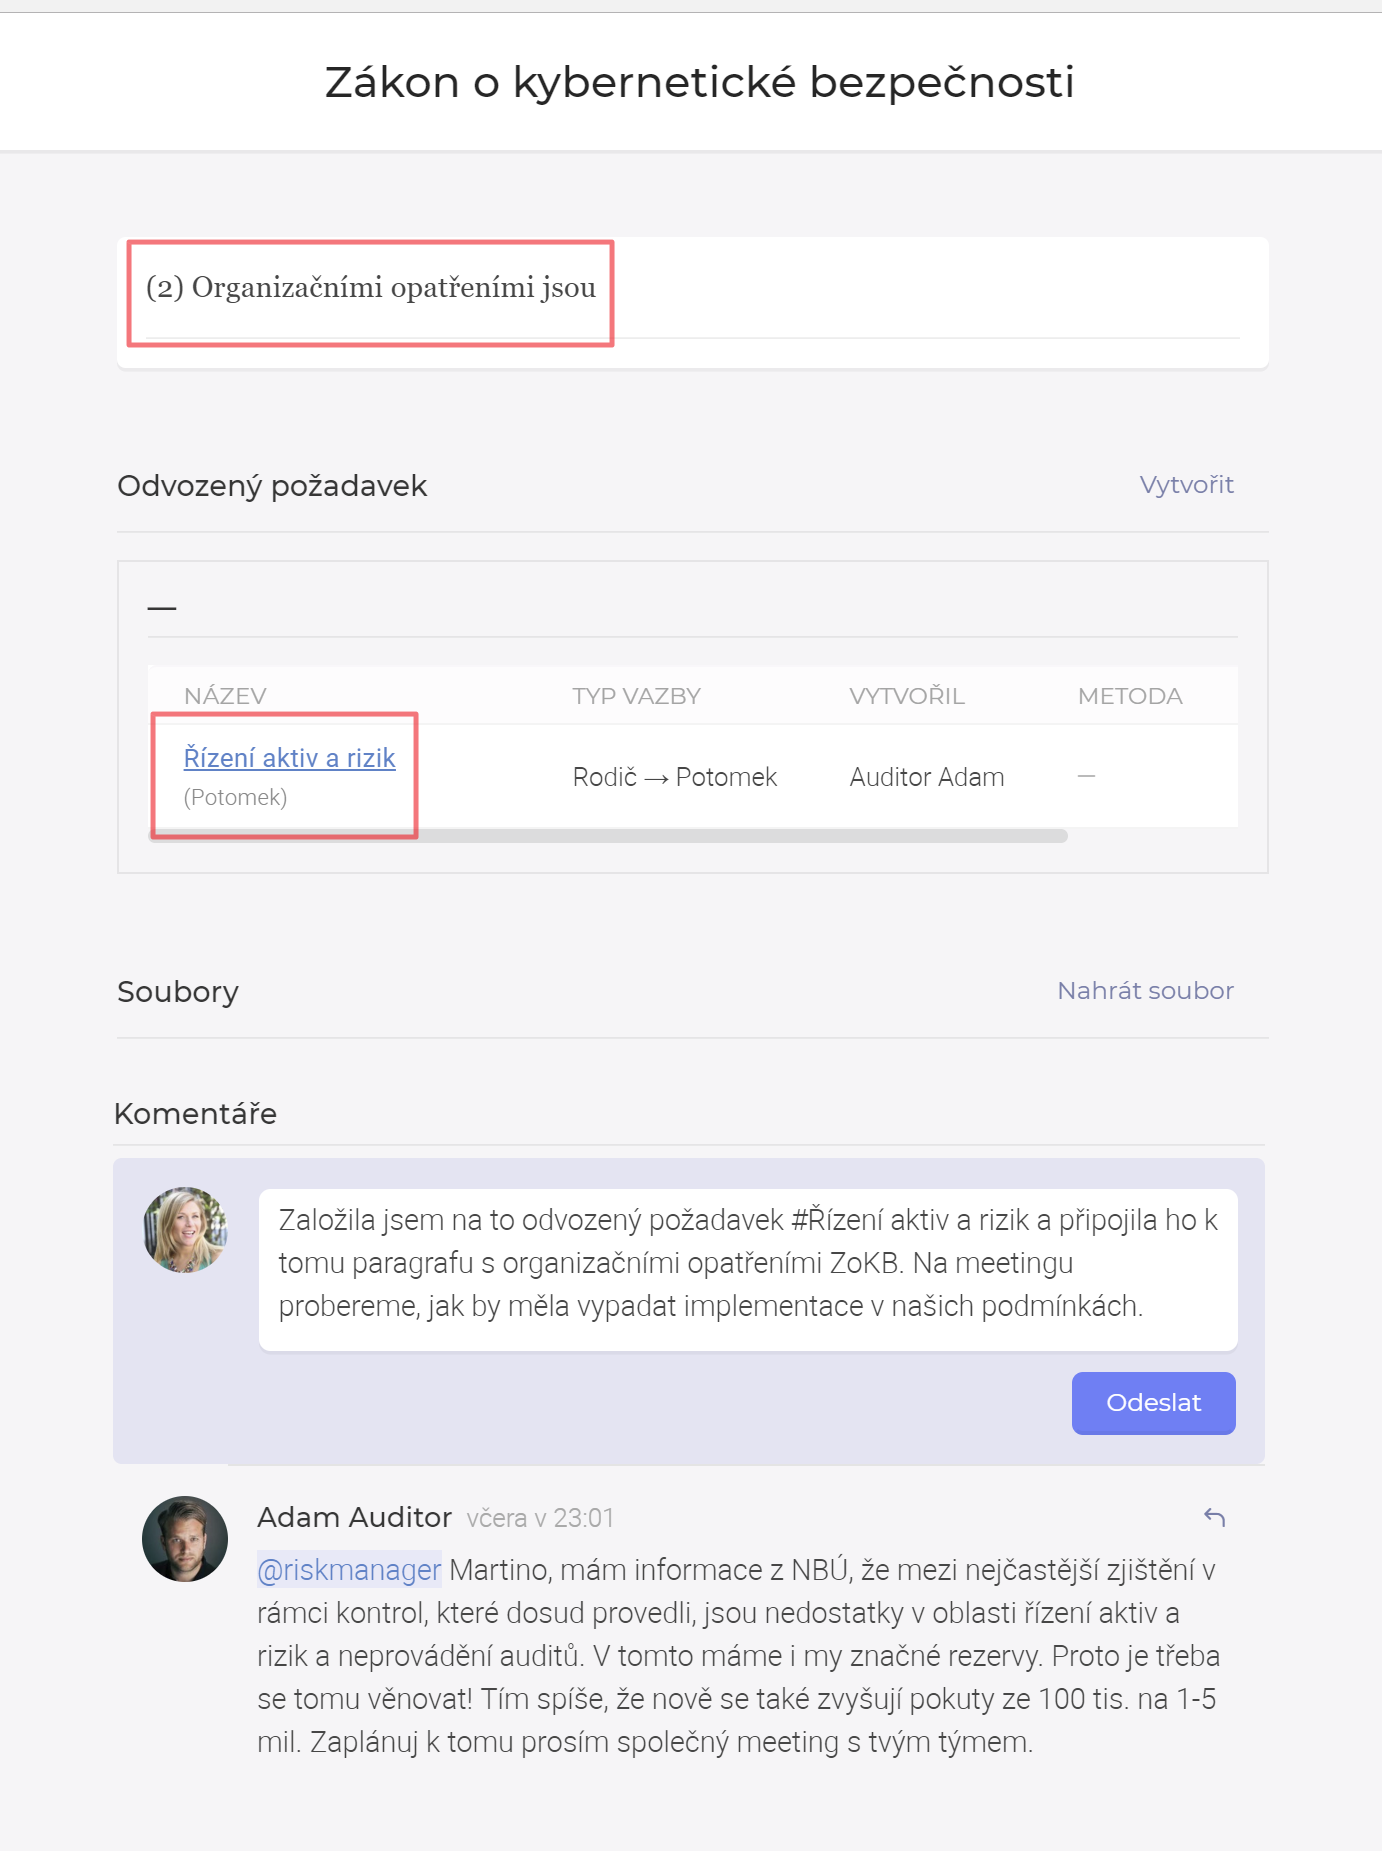 Zákon o kybernetické bezpečnosti
(2) Organizačními opatřeními jsou
Odvozený požadavek
Vytvořit
—
NÁZEV
TYP VAZBY
VYTVOŘIL
METODA
Řízení aktiv a rizik
(Potomek)
Rodič → Potomek
Auditor Adam
—
Soubory
Nahrát soubor
Komentáře
Založila jsem na to odvozený požadavek #Řízení aktiv a rizik a připojila ho k
tomu paragrafu s organizačními opatřeními ZoKB. Na meetingu
probereme, jak by měla vypadat implementace v našich podmínkách.
Odeslat
Adam Auditor včera v 23:01
@riskmanager Martino, mám informace z NBÚ, že mezi nejčastější zjištění v
rámci kontrol, které dosud provedli, jsou nedostatky v oblasti řízení aktiv a
rizik a neprovádění auditů. V tomto máme i my značné rezervy. Proto je třeba
se tomu věnovat! Tím spíše, že nově se také zvyšují pokuty ze 100 tis. na 1-5
mil. Zaplánuj k tomu prosím společný meeting s tvým týmem.